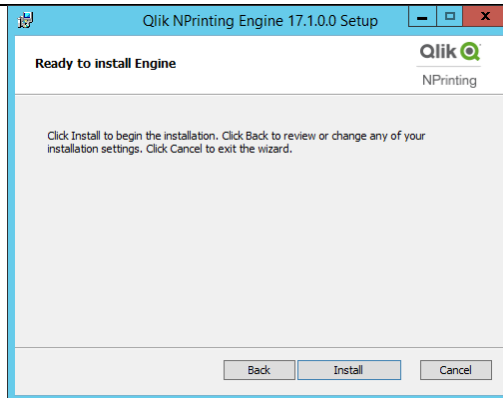 Qlik NPrinting Engine 17.1.0.0 Setup
Ready to install Engine
Qlik
NPrinting
Click Install to begin the installation. Click Back to review or change any of your
installation settings. Click Cancel to exit the wizard.
Back Install Cancel